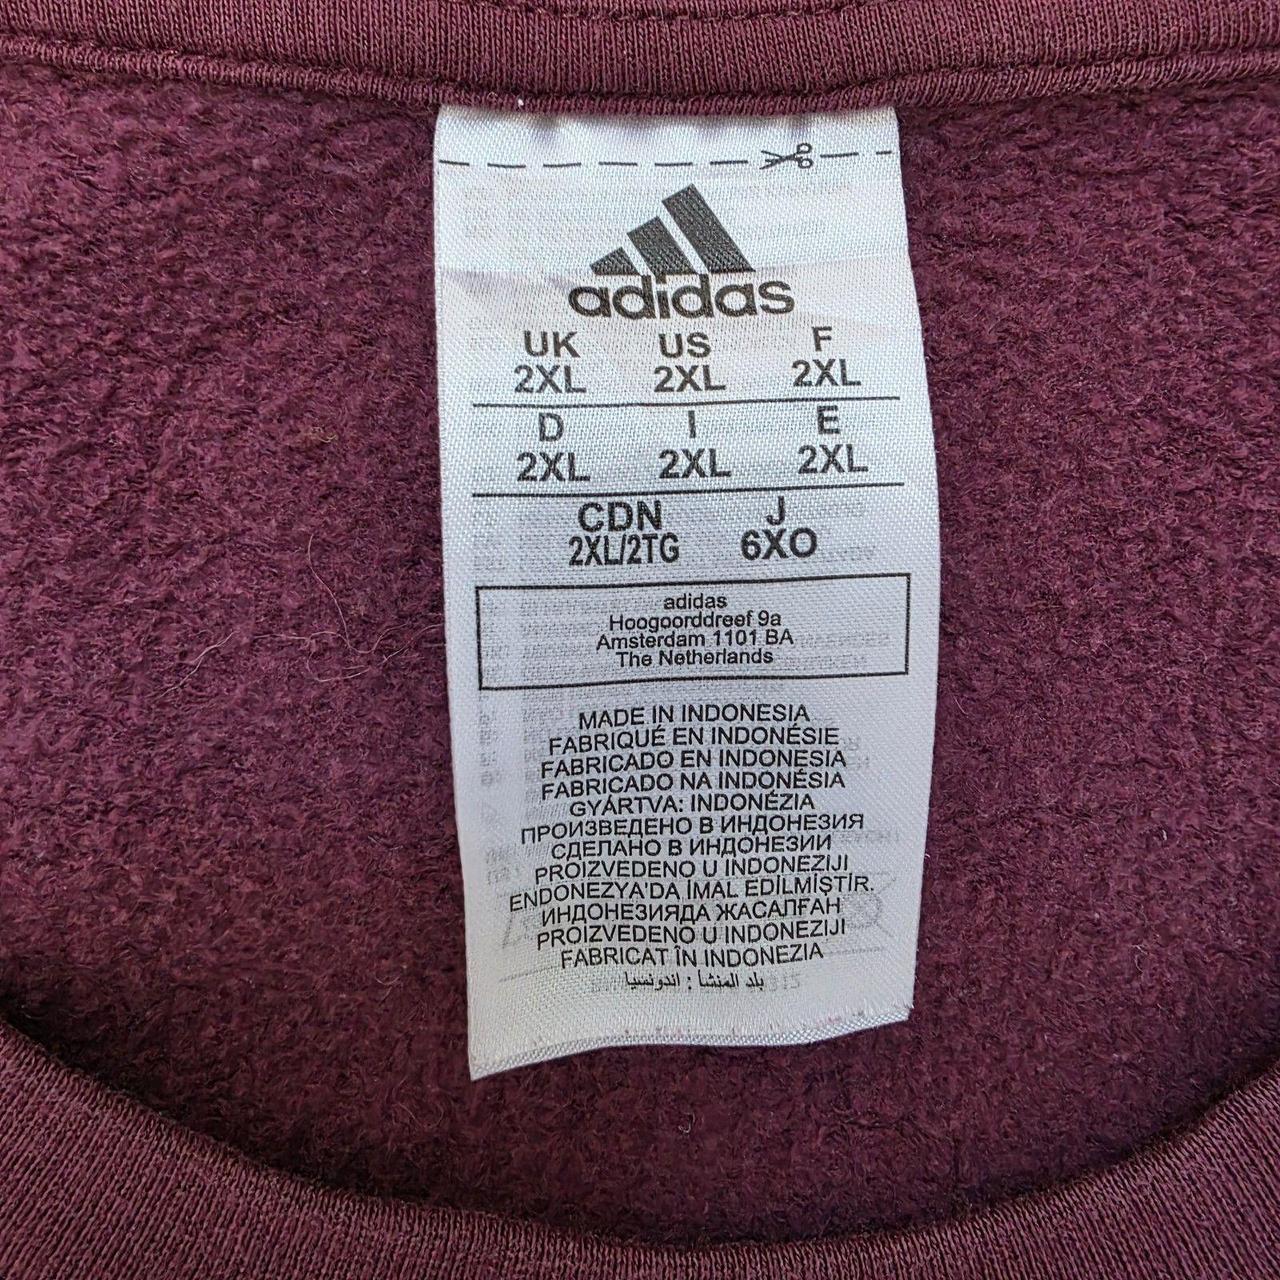 adidas
UK US F
2XL 2XL 2XL
D I E
2XL 2XL 2XL
CDN J
2XL/2TG 6XO
adidas
Hoogoorddreef 9a
Amsterdam 1101 BA
The Netherlands
MADE IN INDONESIA
FABRIQUÉ EN INDONÉSIE
FABRICADO EN INDONESIA
FABRICADO NA INDONÉSIA
GYÁRTVA: INDONÉZIA
ПРОИЗВЕДЕНО В ИНДОНЕЗИЯ
СДЕЛАНО В ИНДОНЕЗИИ
PROIZVEDENO U INDONEZIJI
ENDONEZYA'DA İMAL EDİLMİŞTİR.
ИНДОНЕЗИЯДА ЖАСАЛҒАН
PROIZVEDENO U INDONEZIJI
FABRICAT ÎN INDONEZIA
بلد المنشأ : اندونسيا